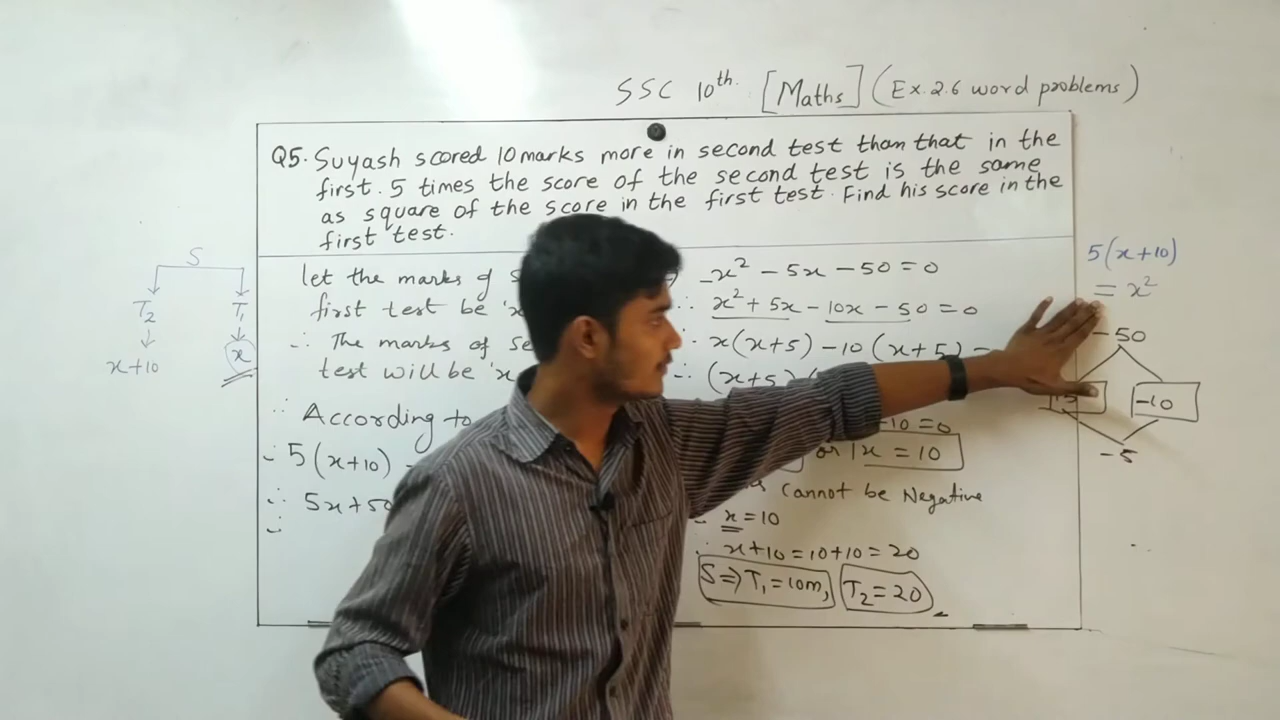 SSC 10th. [Maths] (Ex. 2.6 word problems)
Q5. Suyash scored 10 marks more in second test than that in the
first. 5 times the score of the second test is the same
as square of the score in the first test. Find his score in the
first test.
S
T2 T1
x+10 x
let the marks of
first test be
∴ The marks of
test will be
∴ According to
∴ 5(x+10)
∴ 5x+50
∴
x² - 5x - 50 = 0
∴ x² + 5x - 10x - 50 = 0
∴ x(x+5) - 10(x+5) =
∴ (x+5)
-10 = 0
or x = 10
cannot be Negative
∴ x = 10
∴ x+10 = 10+10 = 20
S ⇒ T1 = 10m, T2 = 20
5(x+10)
= x²
-50
-10
-5